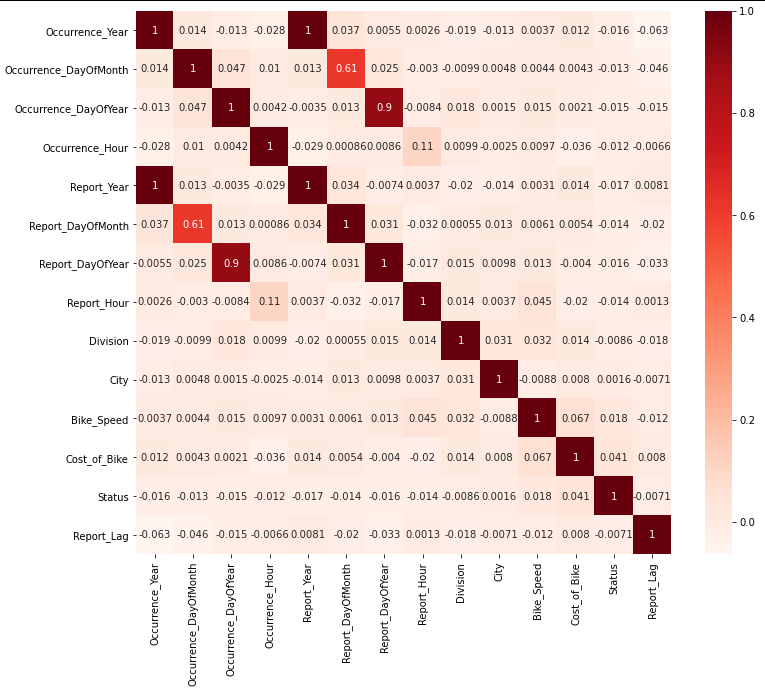 Occurrence_Year 1 0.014 -0.013 -0.028 1 0.037 0.0055 0.0026 -0.019 -0.013 0.0037 0.012 -0.016 -0.063
Occurrence_DayOfMonth 0.014 1 0.047 0.01 0.013 0.61 0.025 -0.003 -0.0099 0.0048 0.0044 0.0043 -0.013 -0.046
Occurrence_DayOfYear -0.013 0.047 1 0.0042 -0.0035 0.013 0.9 -0.0084 0.018 0.0015 0.015 0.0021 -0.015 -0.015
Occurrence_Hour -0.028 0.01 0.0042 1 -0.029 0.00086 0.0086 0.11 0.0099 -0.0025 0.0097 -0.036 -0.012 -0.0066
Report_Year 1 0.013 -0.0035 -0.029 1 0.034 -0.0074 0.0037 -0.02 -0.014 0.0031 0.014 -0.017 0.0081
Report_DayOfMonth 0.037 0.61 0.013 0.00086 0.034 1 0.031 -0.032 0.00055 0.013 0.0061 0.0054 -0.014 -0.02
Report_DayOfYear 0.0055 0.025 0.9 0.0086 -0.0074 0.031 1 -0.017 0.015 0.0098 0.013 -0.004 -0.016 -0.033
Report_Hour 0.0026 -0.003 -0.0084 0.11 0.0037 -0.032 -0.017 1 0.014 0.0037 0.045 -0.02 -0.014 0.0013
Division -0.019 -0.0099 0.018 0.0099 -0.02 0.00055 0.015 0.014 1 0.031 0.032 0.014 -0.0086 -0.018
City -0.013 0.0048 0.0015 -0.0025 -0.014 0.013 0.0098 0.0037 0.031 1 -0.0088 0.008 0.0016 -0.0071
Bike_Speed 0.0037 0.0044 0.015 0.0097 0.0031 0.0061 0.013 0.045 0.032 -0.0088 1 0.067 0.018 -0.012
Cost_of_Bike 0.012 0.0043 0.0021 -0.036 0.014 0.0054 -0.004 -0.02 0.014 0.008 0.067 1 0.041 0.008
Status -0.016 -0.013 -0.015 -0.012 -0.017 -0.014 -0.016 -0.014 -0.0086 0.0016 0.018 0.041 1 -0.0071
Report_Lag -0.063 -0.046 -0.015 -0.0066 0.0081 -0.02 -0.033 0.0013 -0.018 -0.0071 -0.012 0.008 -0.0071 1
Occurrence_Year
Occurrence_DayOfMonth
Occurrence_DayOfYear
Occurrence_Hour
Report_Year
Report_DayOfMonth
Report_DayOfYear
Report_Hour
Division
City
Bike_Speed
Cost_of_Bike
Status
Report_Lag
1.0
0.8
0.6
0.4
0.2
0.0